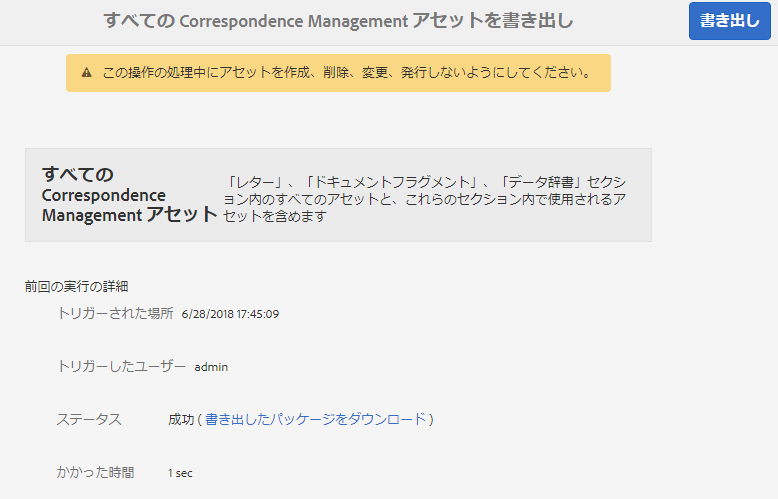 すべての Correspondence Management アセットを書き出し
書き出し
この操作の処理中にアセットを作成、削除、変更、発行しないようにしてください。
すべての
Correspondence
Management アセット
「レター」、「ドキュメントフラグメント」、「データ辞書」セクシ
ョン内のすべてのアセットと、これらのセクション内で使用されるア
セットを含めます
前回の実行の詳細
トリガーされた場所 6/28/2018 17:45:09
トリガーしたユーザー admin
ステータス 成功 ( 書き出したパッケージをダウンロード )
かかった時間 1 sec